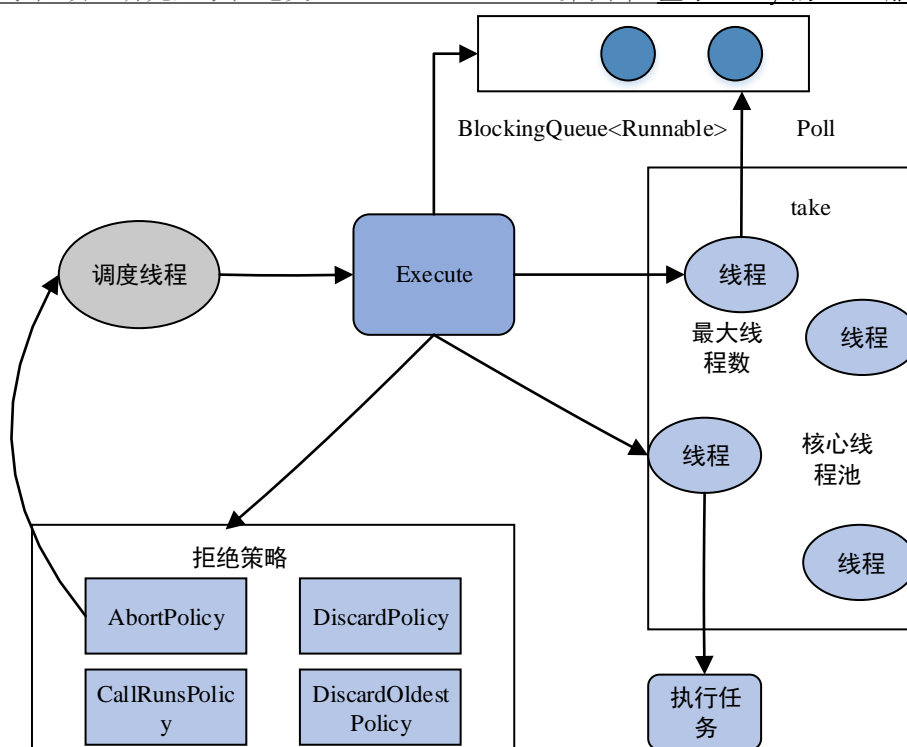 BlockingQueue<Runnable>
Poll
take
调度线程
Execute
线程
最大线
程数
线程
线程
核心线
程池
线程
拒绝策略
AbortPolicy
DiscardPolicy
CallRunsPolic
y
DiscardOldest
Policy
执行任
务